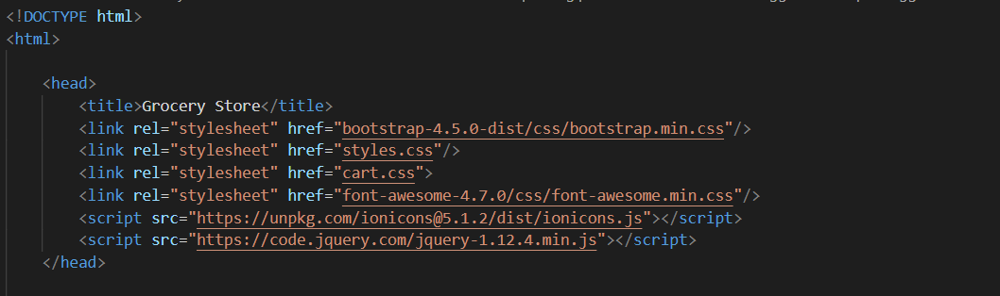 <!DOCTYPE html>
<html>
<head>
<title>Grocery Store</title>
<link rel="stylesheet" href="bootstrap-4.5.0-dist/css/bootstrap.min.css"/>
<link rel="stylesheet" href="styles.css"/>
<link rel="stylesheet" href="cart.css">
<link rel="stylesheet" href="font-awesome-4.7.0/css/font-awesome.min.css"/>
<script src="https://unpkg.com/ionicons@5.1.2/dist/ionicons.js"></script>
<script src="https://code.jquery.com/jquery-1.12.4.min.js"></script>
</head>